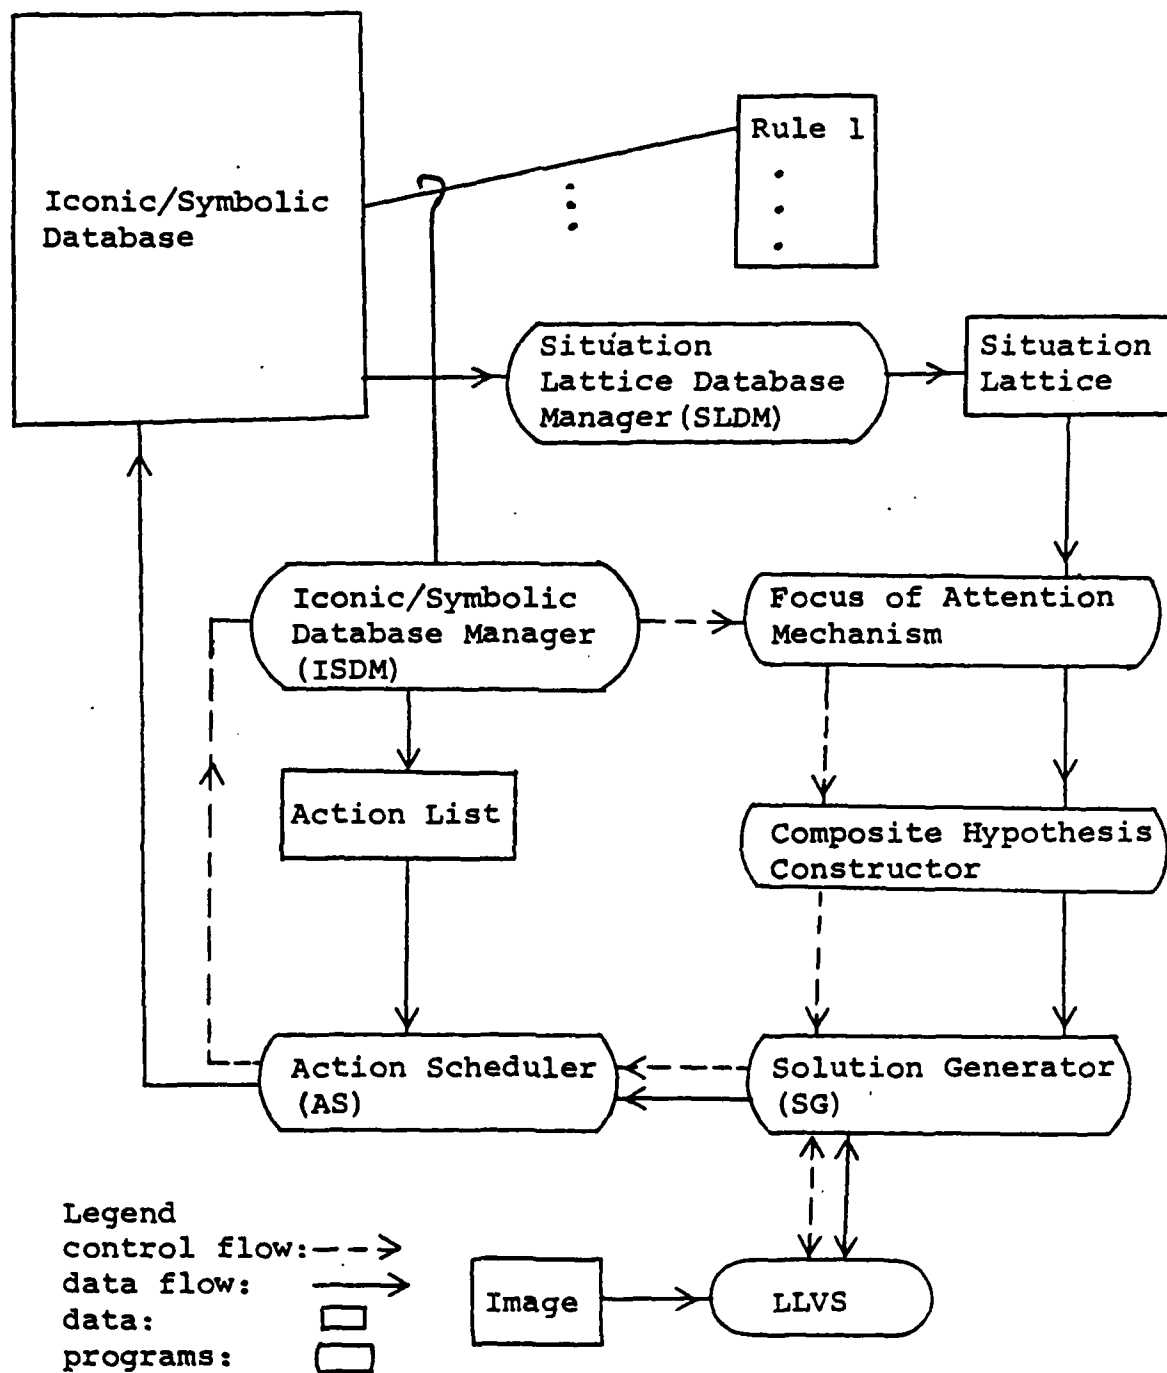 Iconic/Symbolic
Database
Rule 1
Situation
Lattice Database
Manager(SLDM)
Situation
Lattice
Iconic/Symbolic
Database Manager
(ISDM)
Focus of Attention
Mechanism
Action List
Composite Hypothesis
Constructor
Action Scheduler
(AS)
Solution Generator
(SG)
Legend
control flow:
data flow:
data:
programs:
Image
LLVS